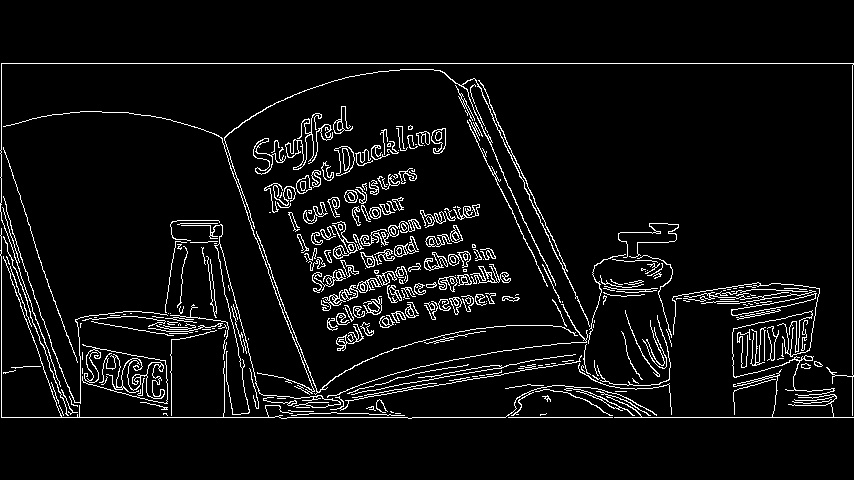 Stuffed
Roast Duckling
1 cup oysters
1 cup flour
½ tablespoon butter
Soak bread and
seasoning~chop in
celery fine~sprinkle
salt and pepper~
SAGE
THYME